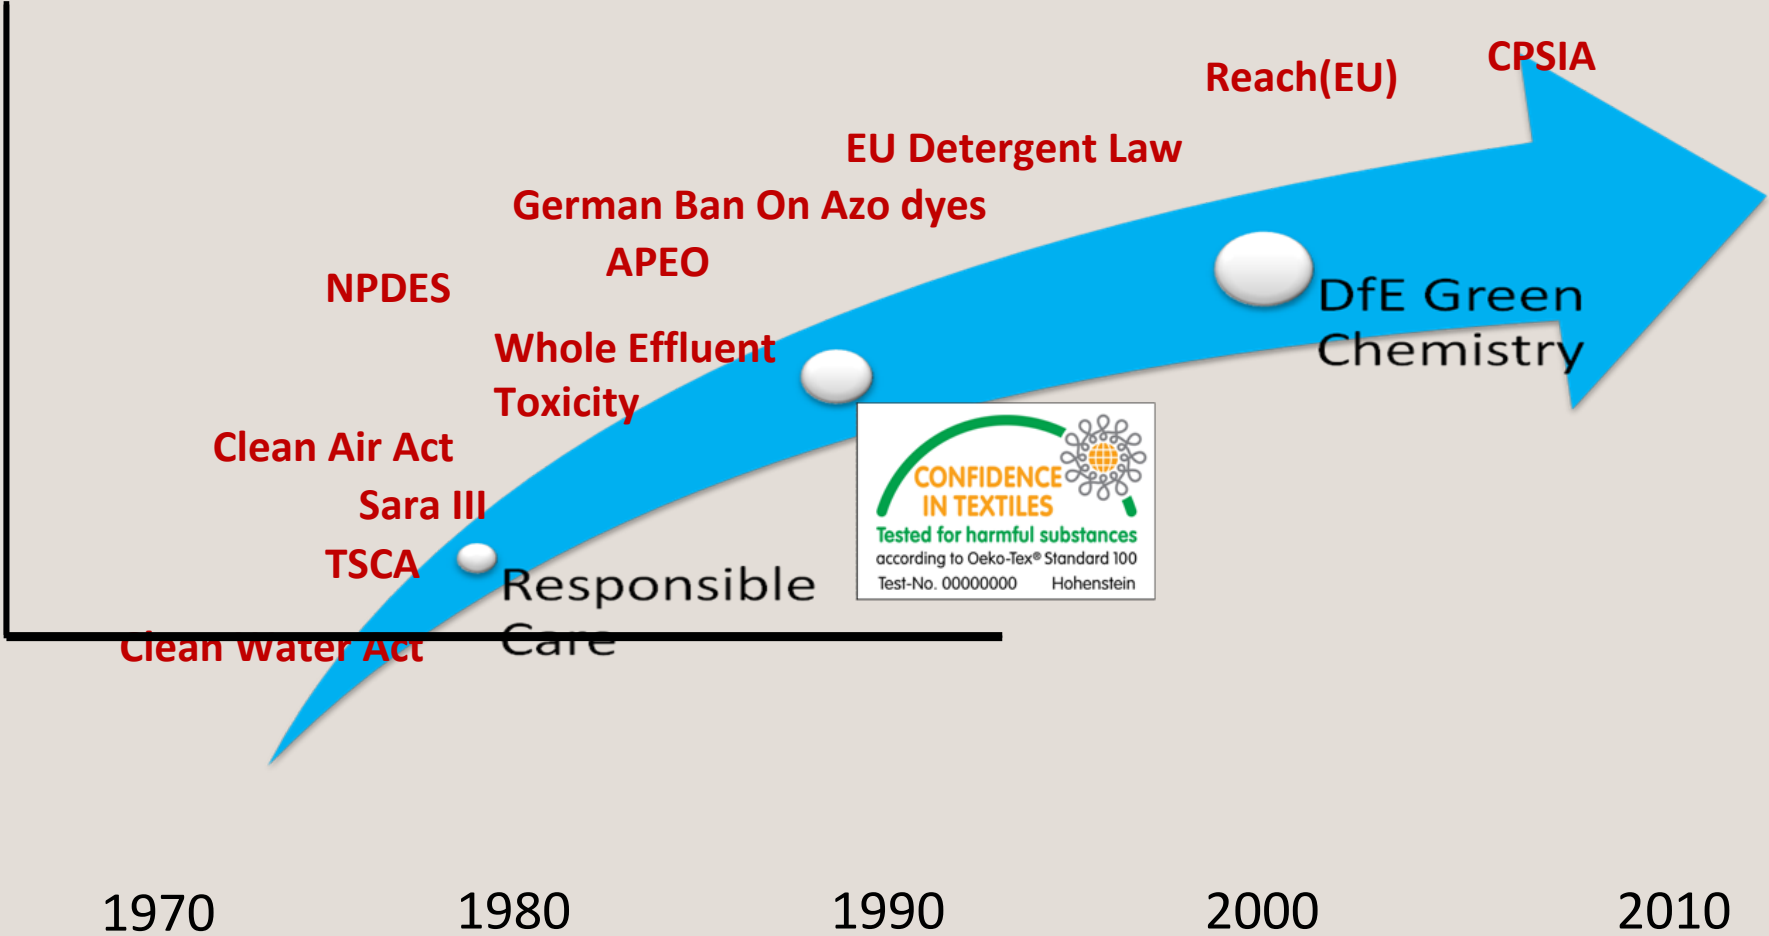 CPSIA
Reach(EU)
EU Detergent Law
German Ban On Azo dyes
APEO
NPDES
DfE Green
Chemistry
Whole Effluent
Toxicity
Clean Air Act
CONFIDENCE
IN TEXTILES
Tested for harmful substances
according to Oeko-Tex® Standard 100
Test-No. 00000000 Hohenstein
Sara III
TSCA
Responsible
Care
Clean Water Act
1970 1980 1990 2000 2010